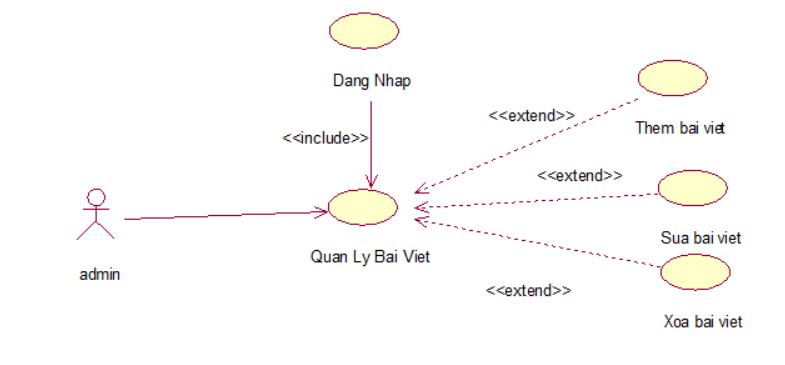 Dang Nhap
<<include>>
<<extend>>
Them bai viet
<<extend>>
Sua bai viet
admin
Quan Ly Bai Viet
<<extend>>
Xoa bai viet